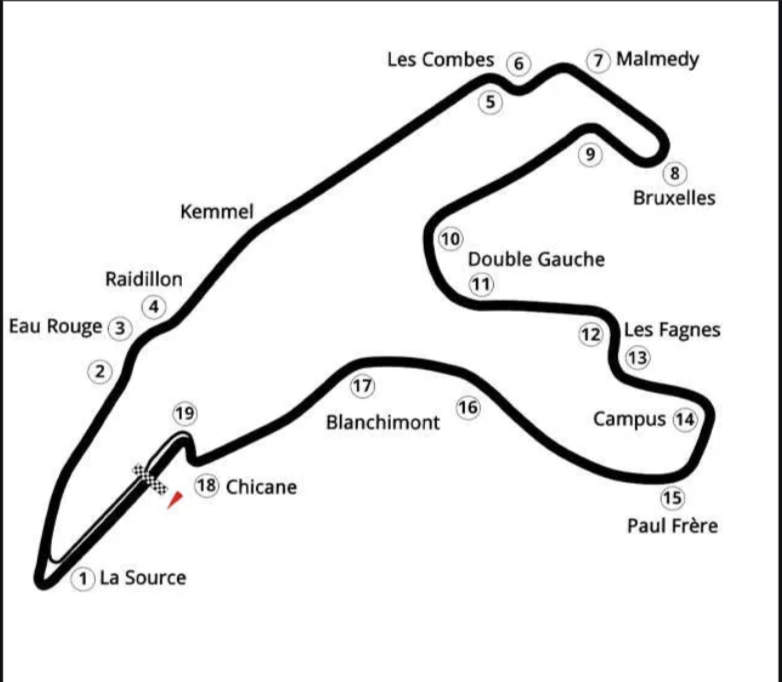 Les Combes 6
7 Malmedy
5
9
8
Bruxelles
Kemmel
10
Double Gauche
11
Raidillon
4
Eau Rouge 3
12 Les Fagnes
13
2
17
16
Blanchimont
19
Campus 14
18 Chicane
15
Paul Frère
1 La Source